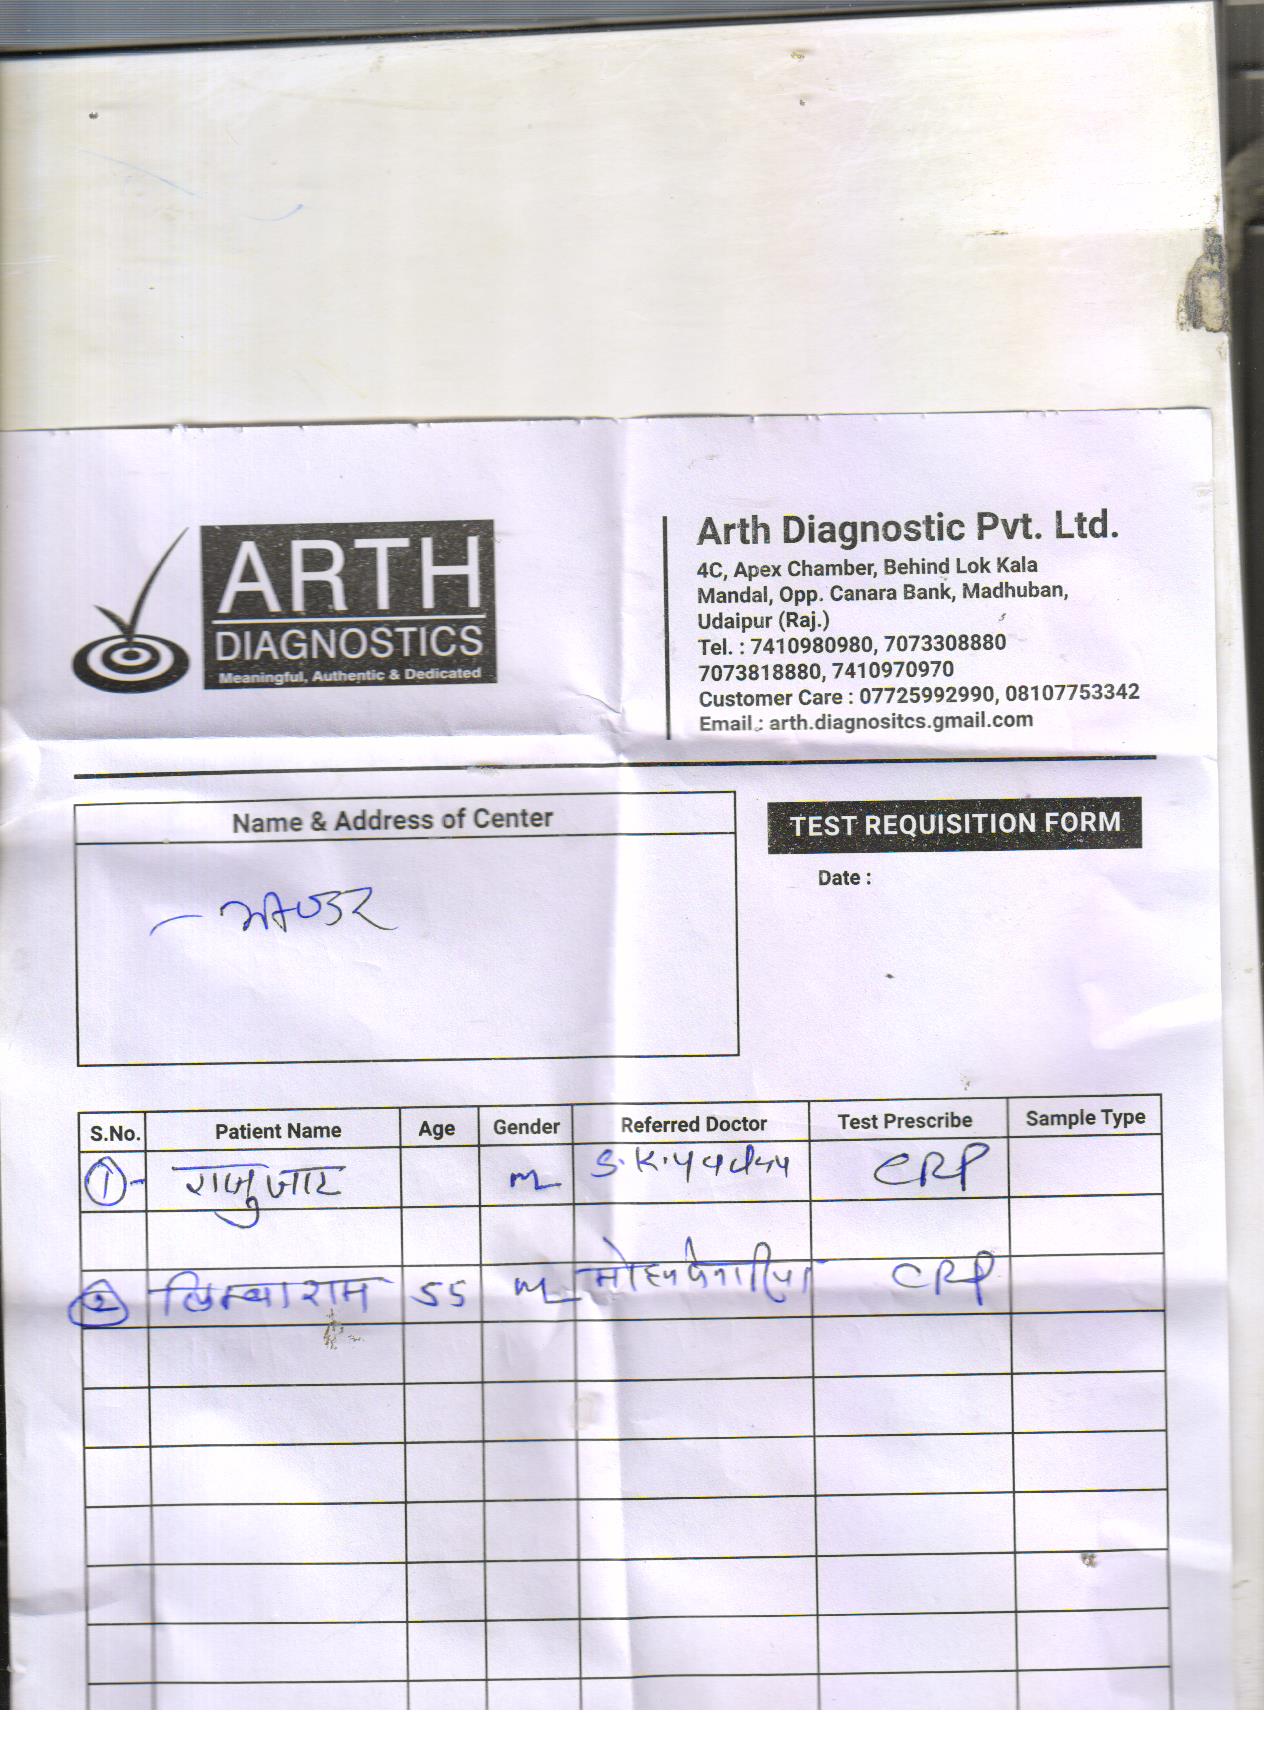 ARTH
DIAGNOSTICS
Meaningful, Authentic & Dedicated
Arth Diagnostic Pvt. Ltd.
4C, Apex Chamber, Behind Lok Kala
Mandal, Opp. Canara Bank, Madhuban,
Udaipur (Raj.)
Tel. : 7410980980, 7073308880
7073818880, 7410970970
Customer Care : 07725992990, 08107753342
Email : arth.diagnositcs.gmail.com
Name & Address of Center
TEST REQUISITION FORM
Date :
S.No. Patient Name Age Gender Referred Doctor Test Prescribe Sample Type
1 - राजु जाट M S.K. CRP
2 लिम्बाराम 55 M CRP